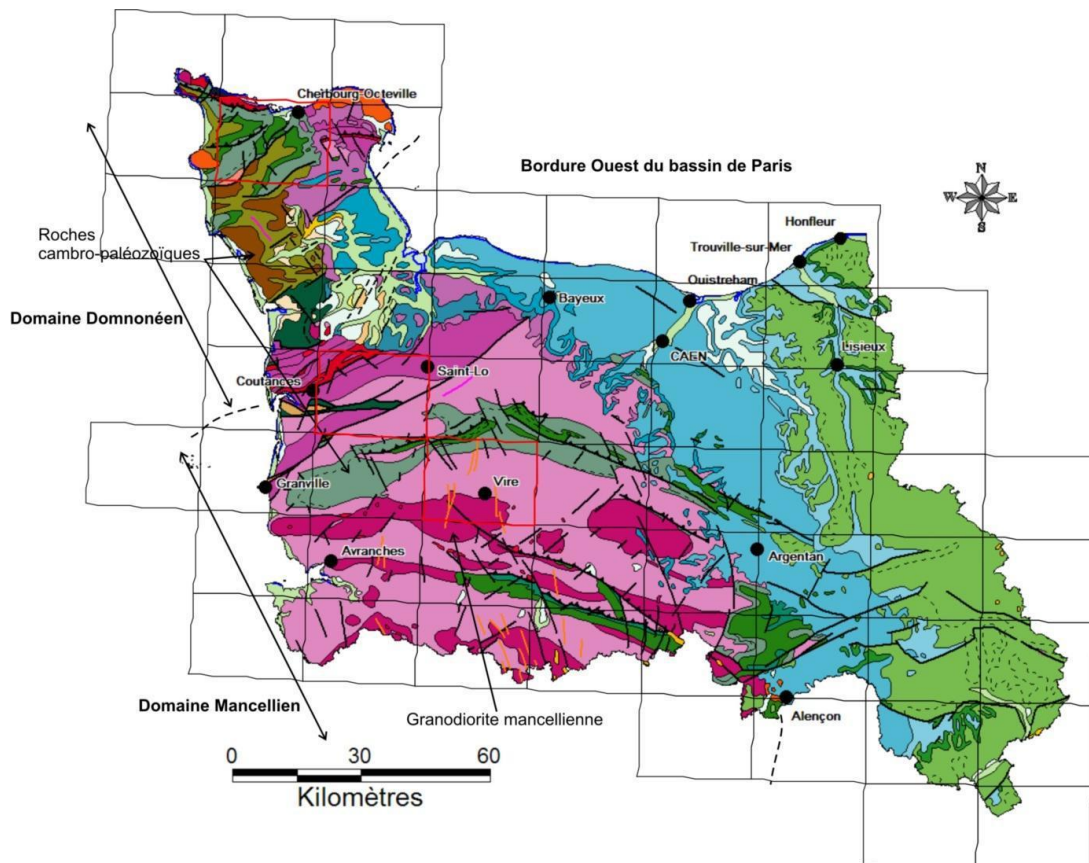 Cherbourg-Octeville
Bordure Ouest du bassin de Paris
N
W
E
S
Honfleur
Trouville-sur-Mer
Ouistreham
Roches
cambro-paléozoïques
Bayeux
Domaine Domnonéen
CAEN
Lisieux
Saint-Lo
Coutances
Granville
Vire
Avranches
Argentan
Domaine Mancellien
Granodiorite mancellienne
Alençon
0 30 60
Kilomètres